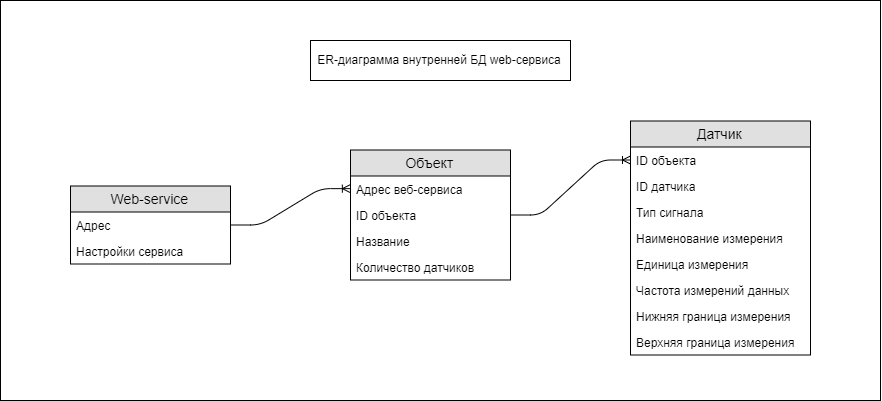 ER-диаграмма внутренней БД web-сервиса
Web-service
Адрес
Настройки сервиса
Объект
Адрес веб-сервиса
ID объекта
Название
Количество датчиков
Датчик
ID объекта
ID датчика
Тип сигнала
Наименование измерения
Единица измерения
Частота измерений данных
Нижняя граница измерения
Верхняя граница измерения